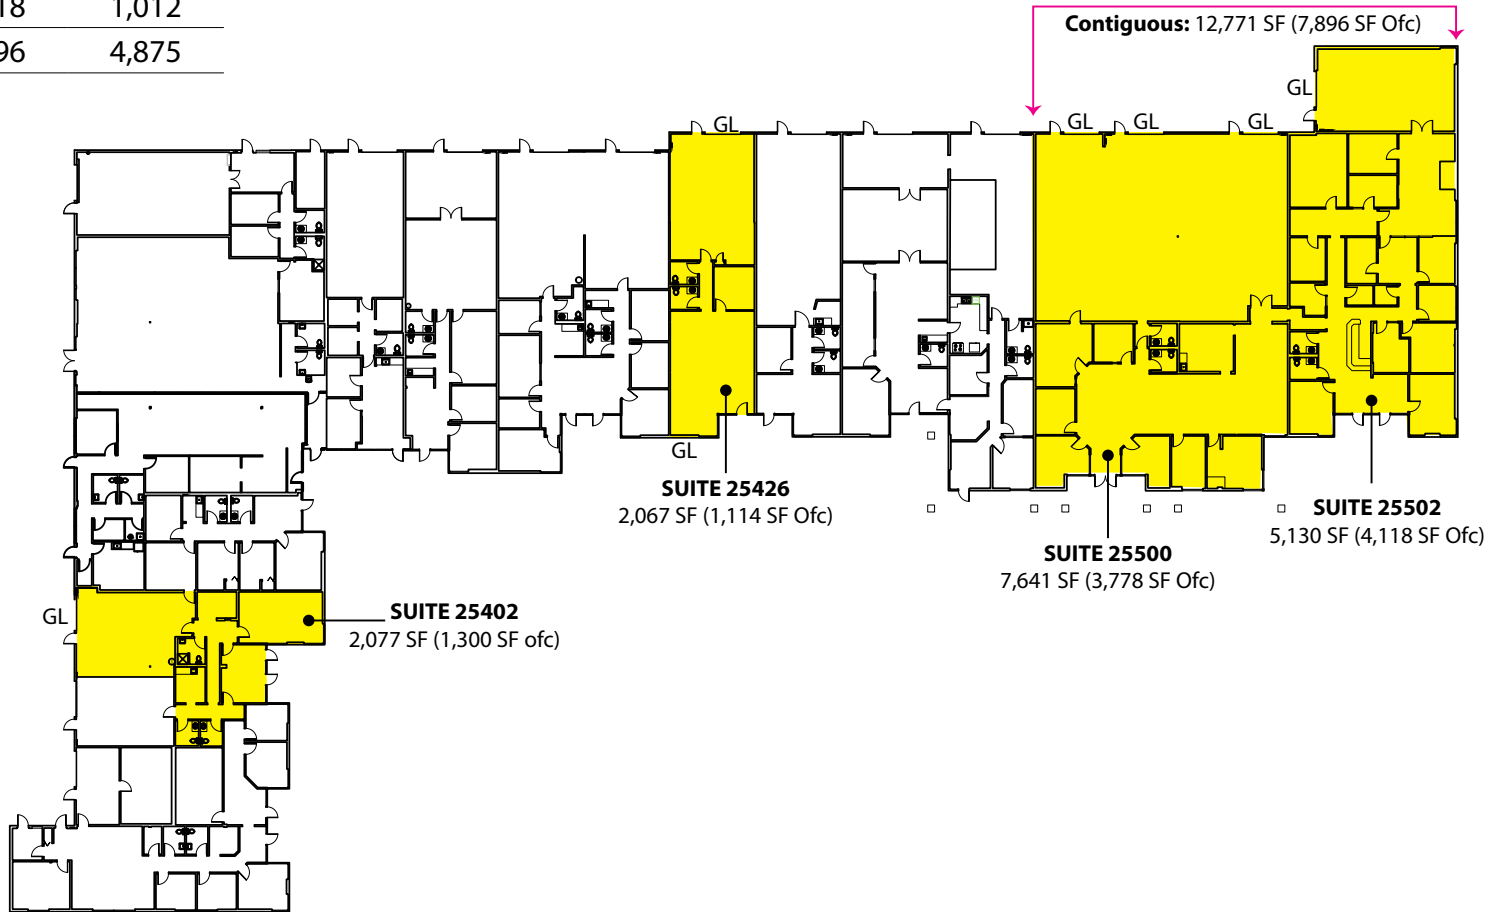 18 1,012
96 4,875
Contiguous: 12,771 SF (7,896 SF Ofc)
GL
GL
GL
GL
GL
GL
SUITE 25426
2,067 SF (1,114 SF Ofc)
SUITE 25502
5,130 SF (4,118 SF Ofc)
SUITE 25500
7,641 SF (3,778 SF Ofc)
GL
SUITE 25402
2,077 SF (1,300 SF ofc)